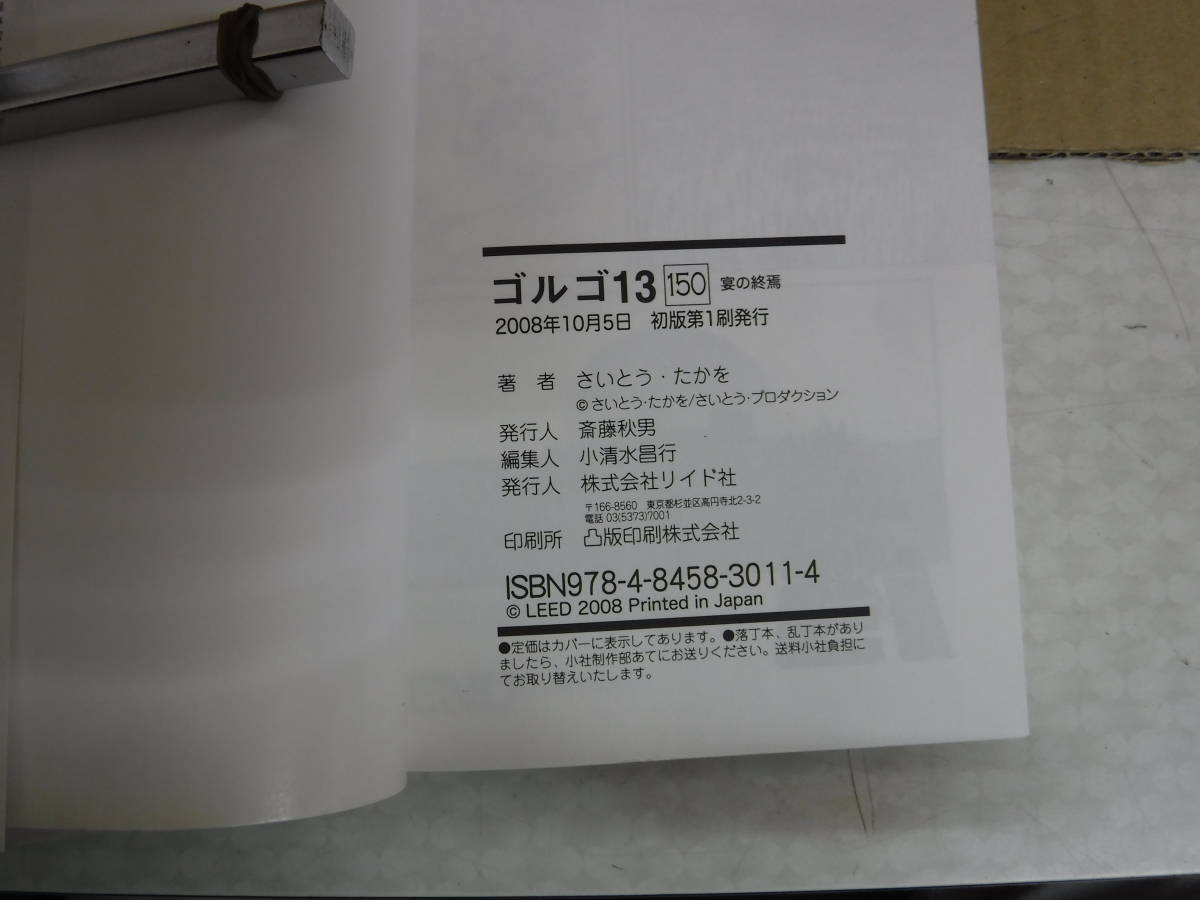 ゴルゴ13 150 宴の終焉
2008年10月5日 初版第1刷発行
著 者 さいとう・たかを
© さいとう・たかを/さいとう・プロダクション
発行人 斎藤秋男
編集人 小清水昌行
発行人 株式会社リイド社
〒166-8560 東京都杉並区高円寺北2-3-2
電話 03(5373)7001
印刷所 凸版印刷株式会社
ISBN978-4-8458-3011-4
© LEED 2008 Printed in Japan
●定価はカバーに表示してあります。●落丁本、乱丁本があり
ましたら、小社制作部あてにお送りください。送料小社負担に
てお取り替えいたします。